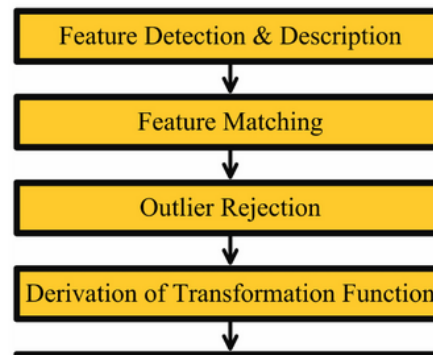 Feature Detection & Description
Feature Matching
Outlier Rejection
Derivation of Transformation Function